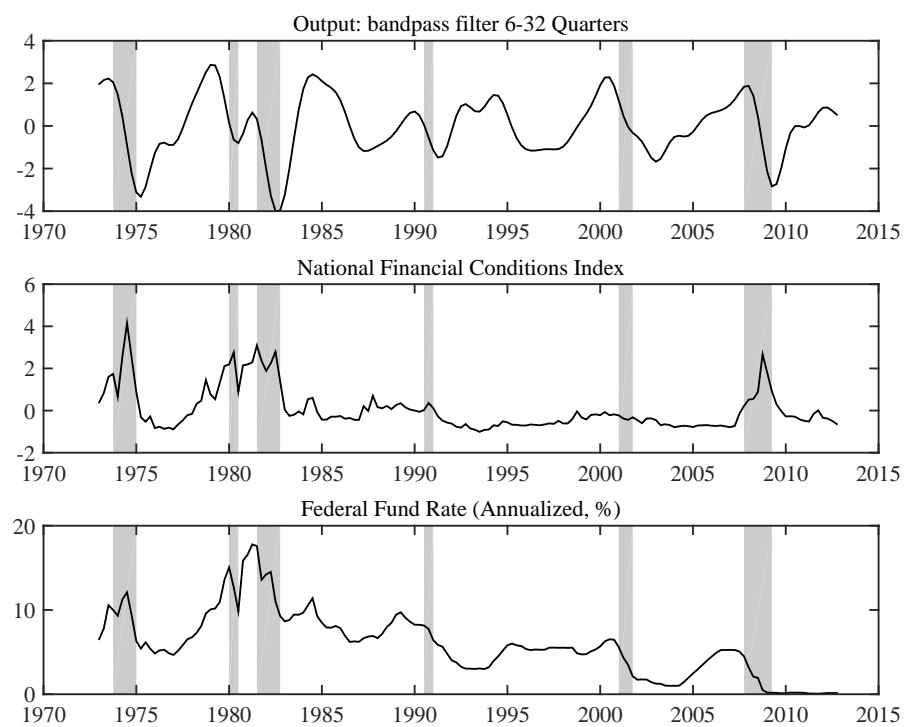 Output: bandpass filter 6-32 Quarters
4
2
0
-2
-4
1970 1975 1980 1985 1990 1995 2000 2005 2010 2015
National Financial Conditions Index
6
4
2
0
-2
1970 1975 1980 1985 1990 1995 2000 2005 2010 2015
Federal Fund Rate (Annualized, %)
20
10
0
1970 1975 1980 1985 1990 1995 2000 2005 2010 2015